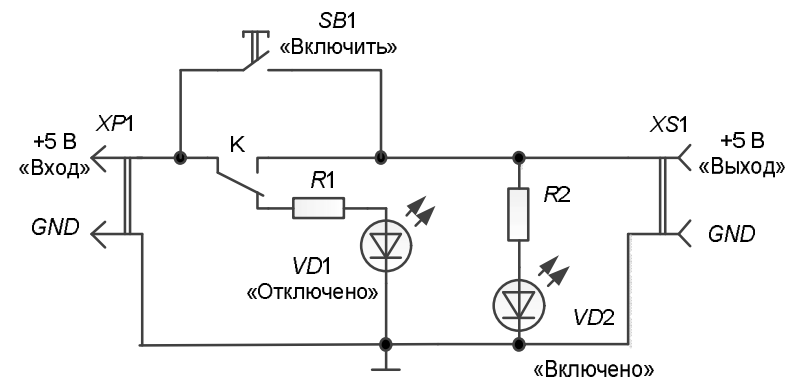 SB1
«Включить»
XP1
XS1
+5 В
«Вход»
K
+5 В
«Выход»
R1
R2
GND
GND
VD1
«Отключено»
VD2
«Включено»